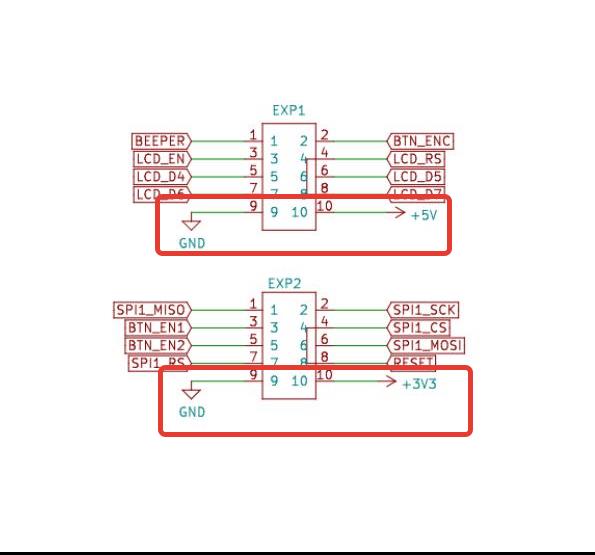 EXP1
BEEPER 1 1 2 2 BTN_ENC
LCD_EN 3 3 4 4 LCD_RS
LCD_D4 5 5 6 6 LCD_D5
LCD_D6 7 7 8 8 LCD_D7
9 9 10 10 +5V
GND
EXP2
SPI1_MISO 1 1 2 2 SPI1_SCK
BTN_EN1 3 3 4 4 SPI1_CS
BTN_EN2 5 5 6 6 SPI1_MOSI
SPI1_RS 7 7 8 8 RESET
9 9 10 10 +3V3
GND